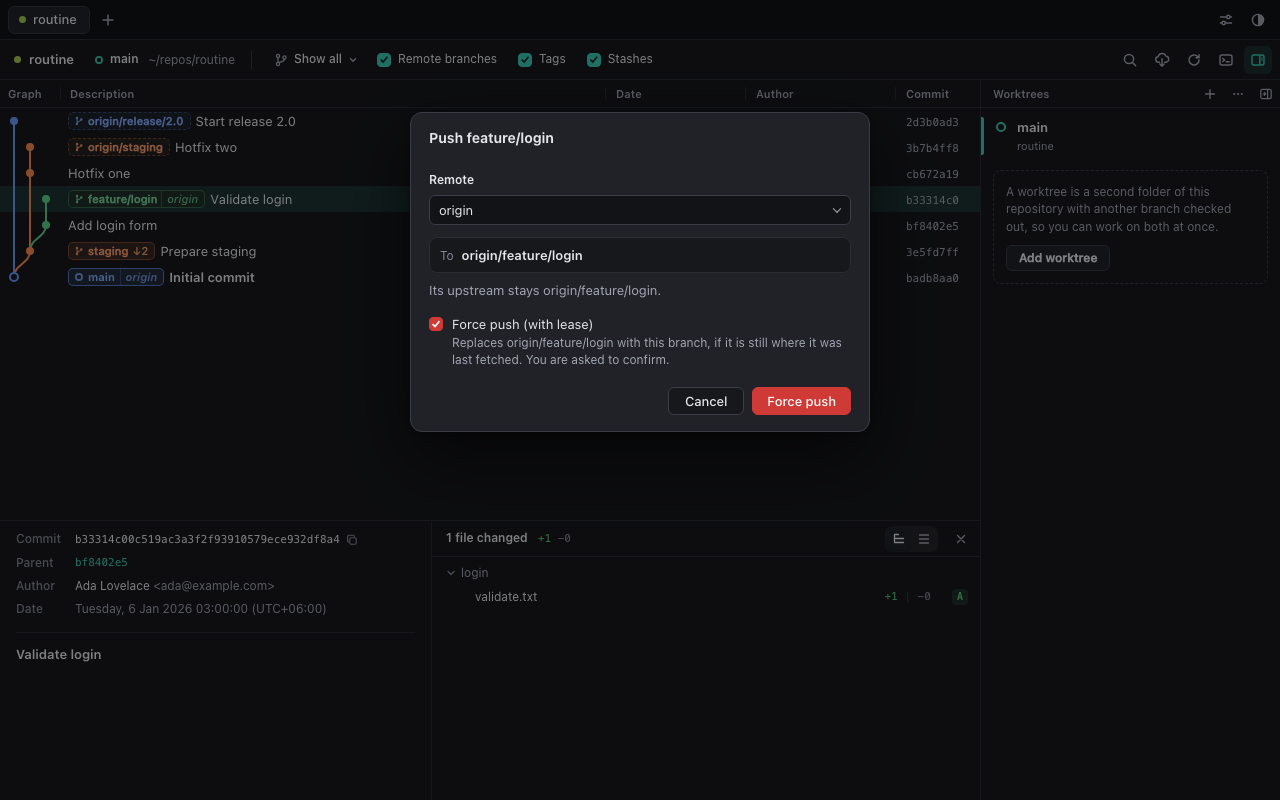 routine
routine
main ~/repos/routine
Show all
Remote branches
Tags
Stashes
Graph Description Date Author Commit
origin/release/2.0 Start release 2.0 2d3b0ad3
origin/staging Hotfix two 3b7b4ff8
Hotfix one cb672a19
feature/login origin Validate login b33314c0
Add login form bf8402e5
staging ↓2 Prepare staging 3e5fd7ff
main origin Initial commit badb8aa0
Worktrees
main
routine
A worktree is a second folder of this
repository with another branch checked
out, so you can work on both at once.
Add worktree
Push feature/login
Remote
origin
To origin/feature/login
Its upstream stays origin/feature/login.
Force push (with lease)
Replaces origin/feature/login with this branch, if it is still where it was
last fetched. You are asked to confirm.
Cancel
Force push
Commit b33314c00c519ac3a3f2f93910579ece932df8a4
Parent bf8402e5
Author Ada Lovelace <ada@example.com>
Date Tuesday, 6 Jan 2026 03:00:00 (UTC+06:00)
Validate login
1 file changed +1 −0
login
validate.txt +1 | −0 A